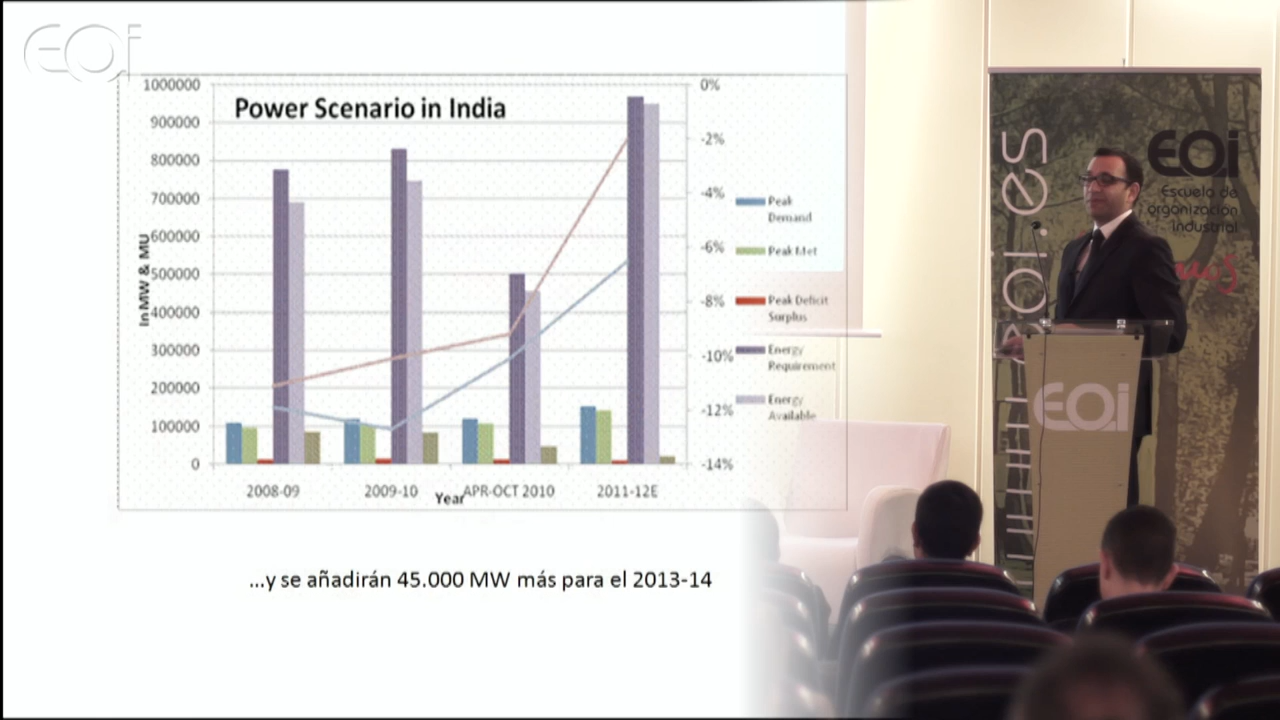 EOi
Power Scenario in India
1000000
900000
800000
700000
600000
500000
400000
300000
200000
100000
0
In MW & MU
0%
-2%
-4%
-6%
-8%
-10%
-12%
-14%
2008-09
2009-10
APR-OCT 2010
2011-12E
Year
Peak
Demand
Peak Met
Peak Deficit
Surplus
Energy
Requirement
Energy
Available
...y se añadirán 45.000 MW más para el 2013-14
EOi
Escuela de
organización
industrial
eoi.es
EOi